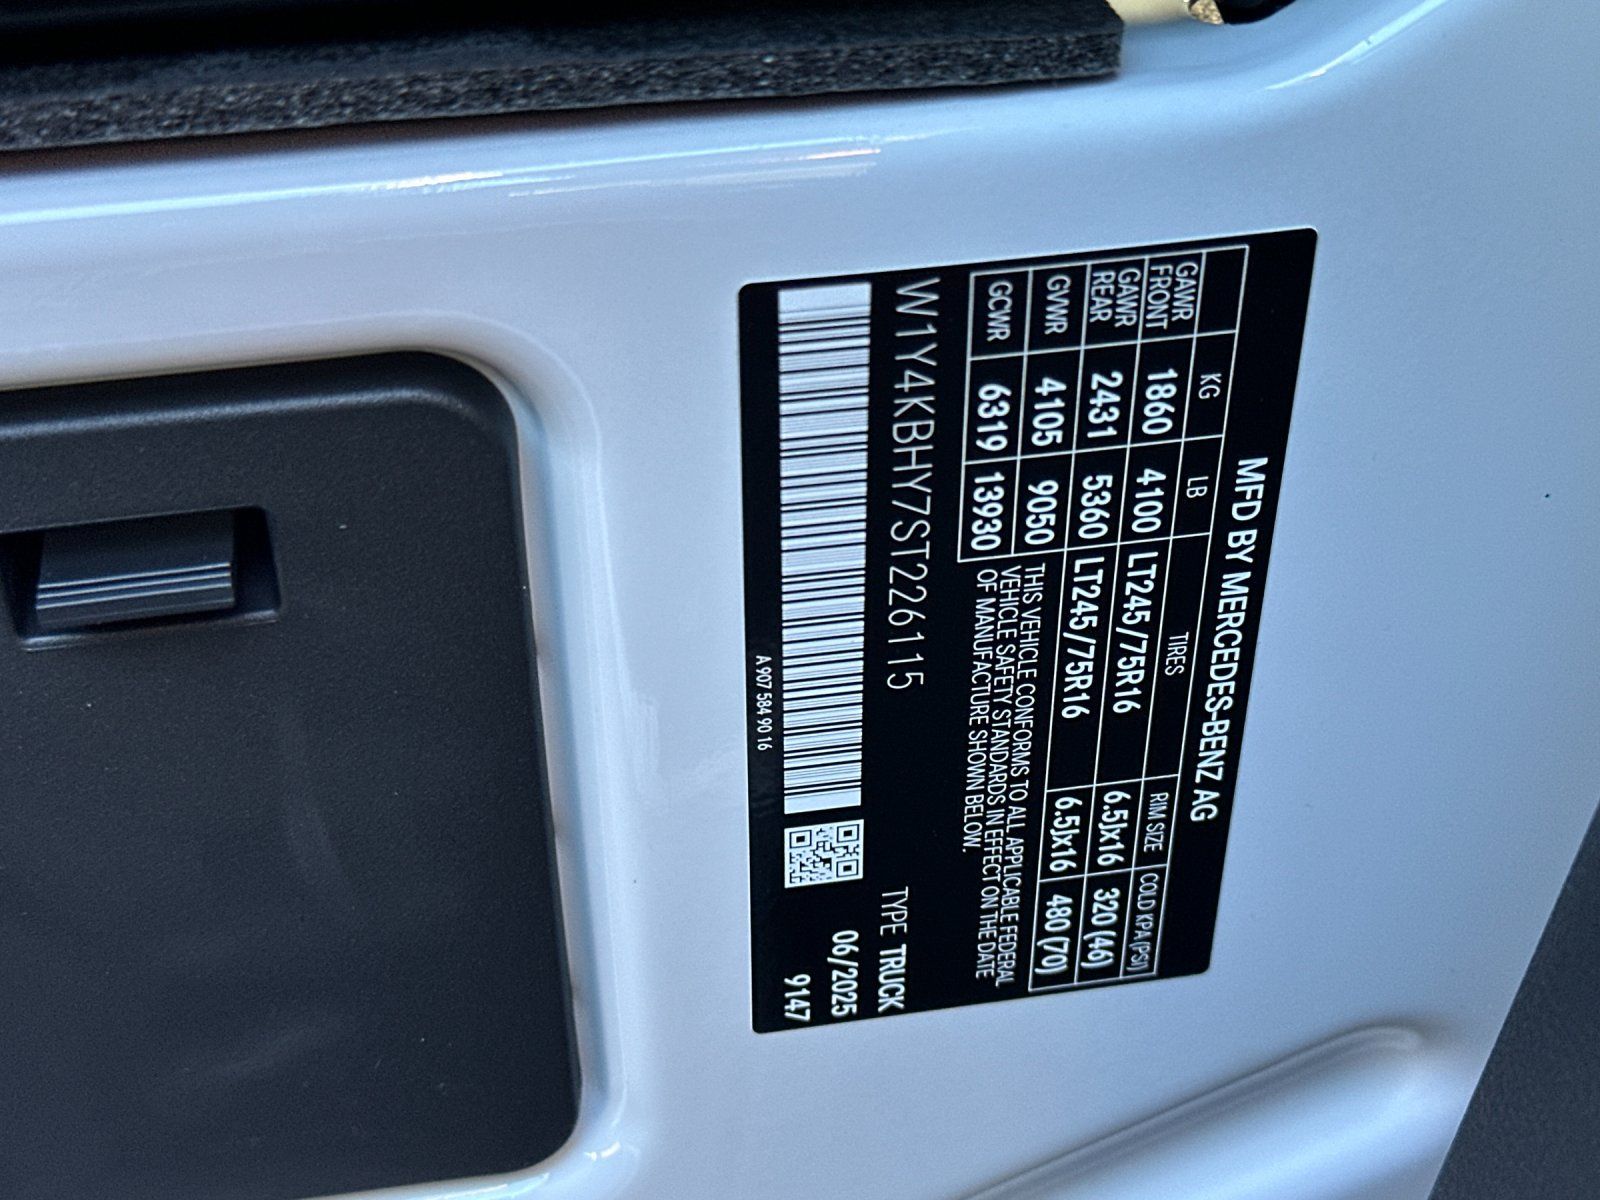 MFD BY MERCEDES-BENZ AG
KG LB TIRES RIM SIZE COLD KPA (PSI)
GAWR FRONT 1860 4100 LT245/75R16 6.5Jx16 320 (46)
GAWR REAR 2431 5360 LT245/75R16 6.5Jx16 480 (70)
GVWR 4105 9050
GCWR 6319 13930
THIS VEHICLE CONFORMS TO ALL APPLICABLE FEDERAL
VEHICLE SAFETY STANDARDS IN EFFECT ON THE DATE
OF MANUFACTURE SHOWN BELOW.
W1Y4KBHY7ST226115 TYPE TRUCK
06/2025
9147
A 907 584 90 16